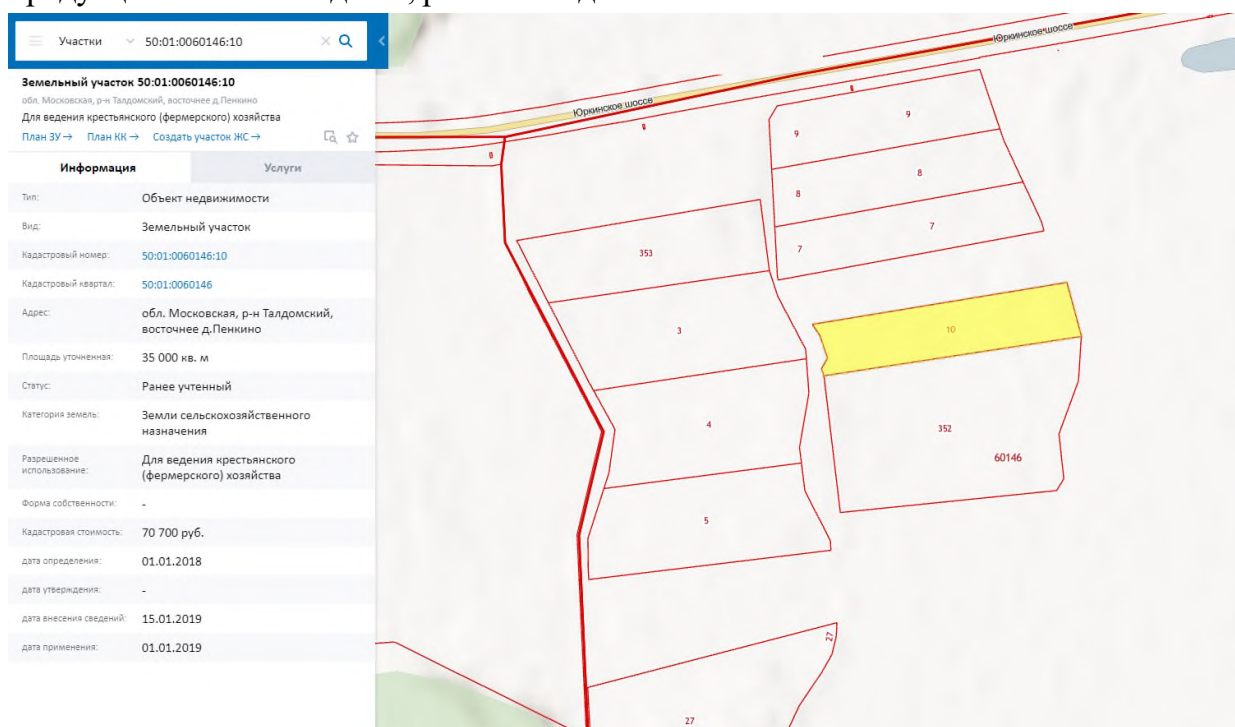 Участки 50:01:0060146:10
Земельный участок 50:01:0060146:10
обл. Московская, р-н Талдомский, восточнее д.Пенкино
Для ведения крестьянского (фермерского) хозяйства
План ЗУ → План КК → Создать участок ЖС →
Информация Услуги
Тип: Объект недвижимости
Вид: Земельный участок
Кадастровый номер: 50:01:0060146:10
Кадастровый квартал: 50:01:0060146
Адрес: обл. Московская, р-н Талдомский,
восточнее д.Пенкино
Площадь уточненная: 35 000 кв. м
Статус: Ранее учтенный
Категория земель: Земли сельскохозяйственного
назначения
Разрешенное
использование: Для ведения крестьянского
(фермерского) хозяйства
Форма собственности: -
Кадастровая стоимость: 70 700 руб.
дата определения: 01.01.2018
дата утверждения: -
дата внесения сведений: 15.01.2019
дата применения: 01.01.2019
Юркинское шоссе
Юркинское шоссе
9
9
8
8
7
7
353
3
10
4
352
60146
5
27
27